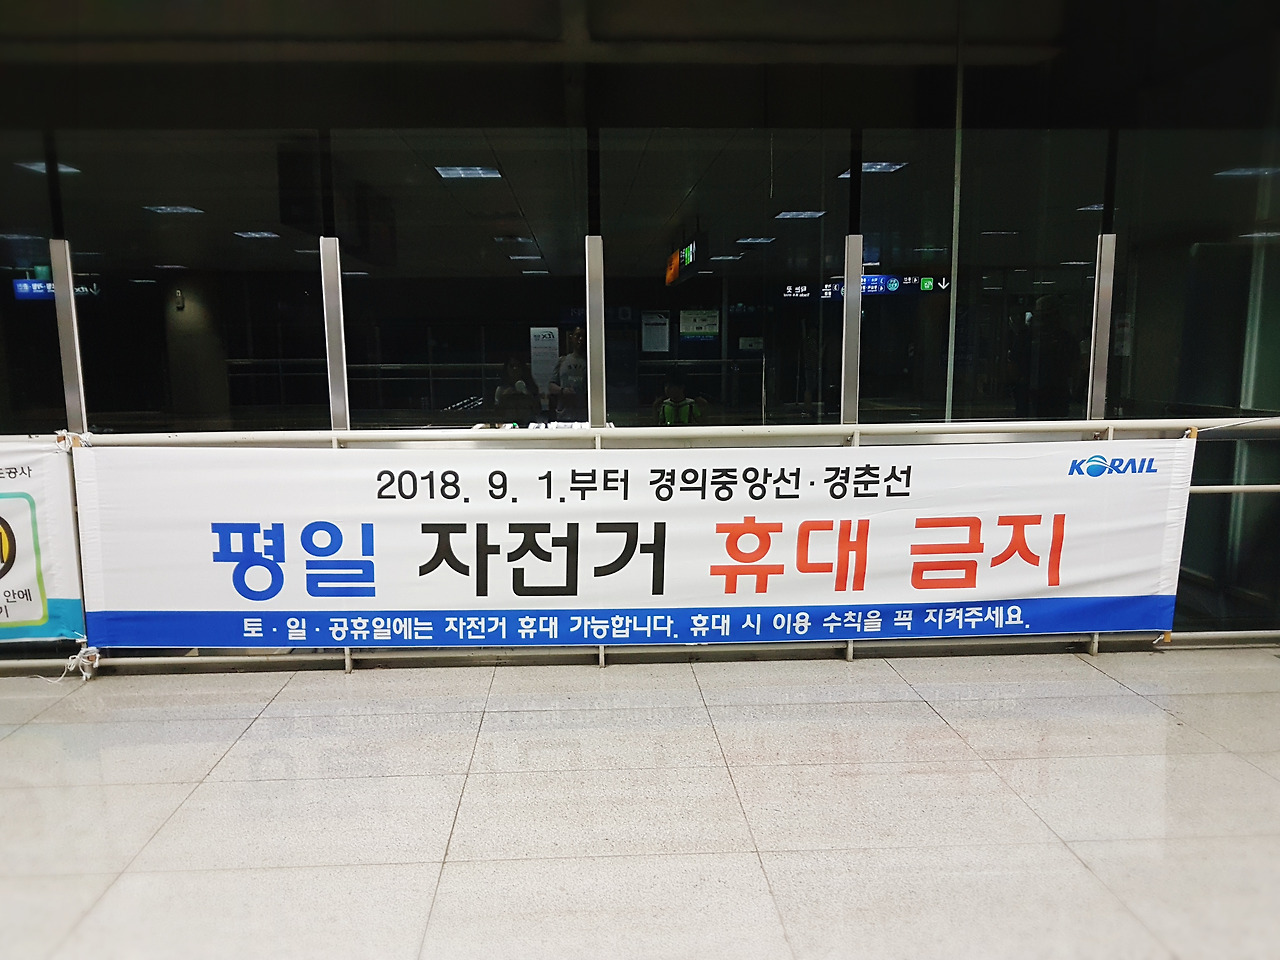 2018. 9. 1.부터 경의중앙선·경춘선
KORAIL
평일 자전거 휴대 금지
토·일·공휴일에는 자전거 휴대 가능합니다. 휴대 시 이용 수칙을 꼭 지켜주세요.
안에